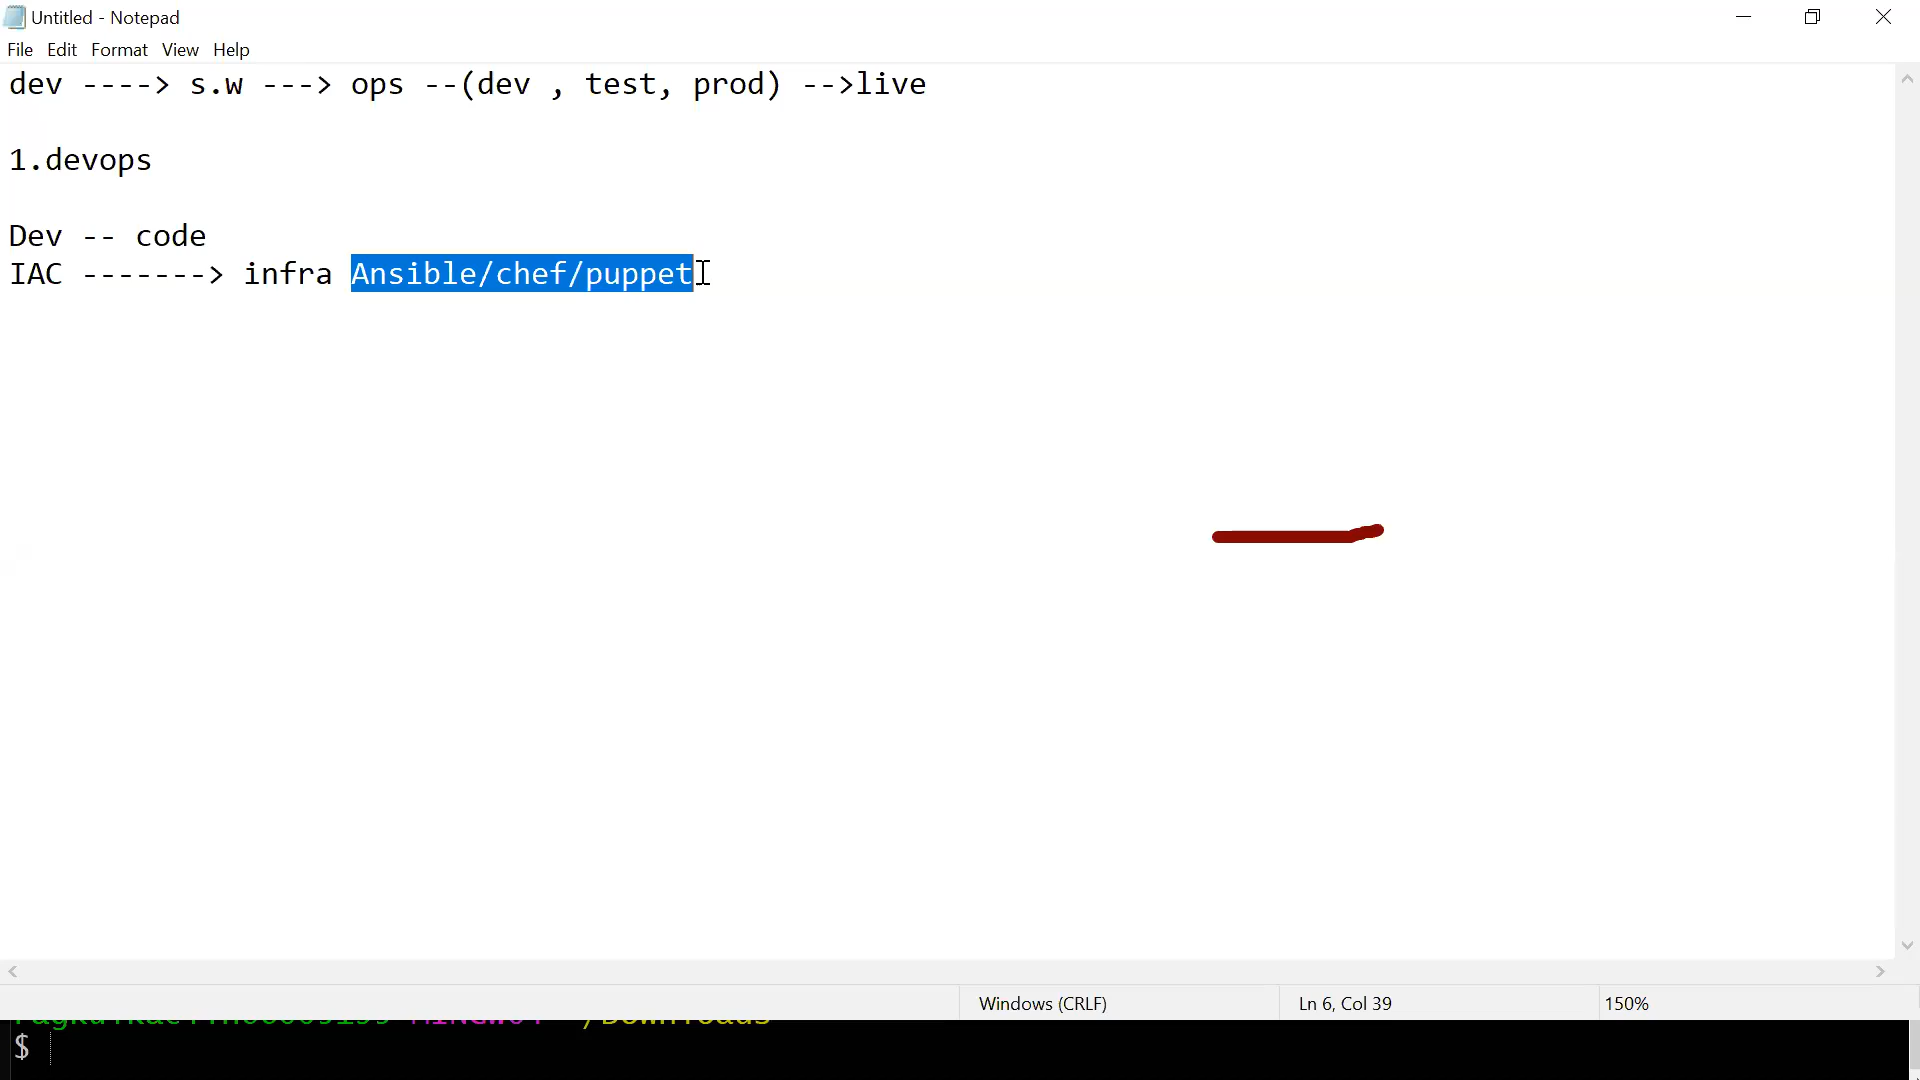 Untitled - Notepad
File Edit Format View Help
dev ----> s.w ---> ops --(dev , test, prod) -->live
1.devops
Dev -- code
IAC -------> infra Ansible/chef/puppet
Windows (CRLF) Ln 6, Col 39 150%
$